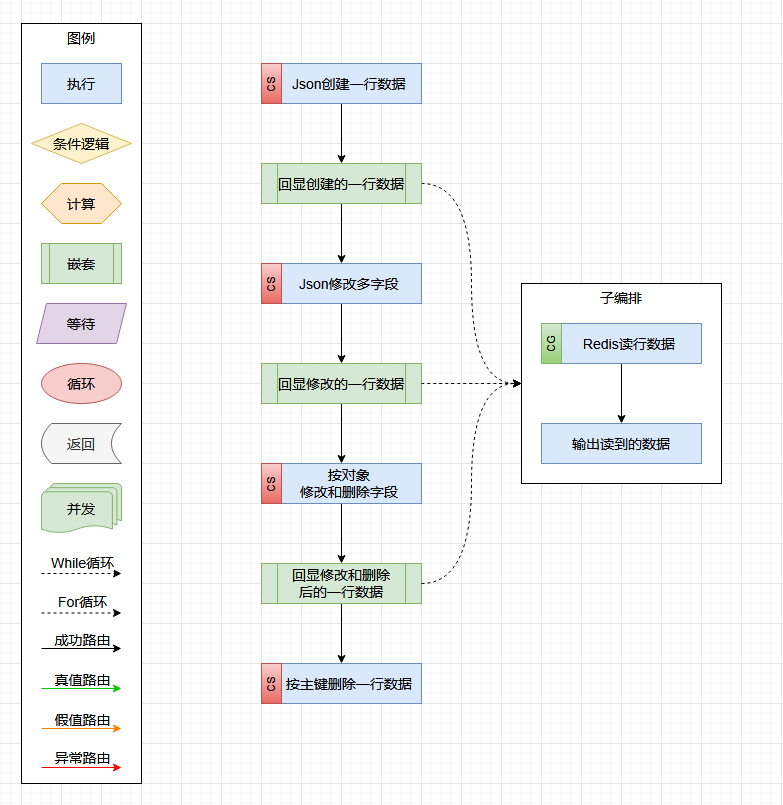 图例
执行
条件逻辑
计算
嵌套
等待
循环
返回
并发
While循环
For循环
成功路由
真值路由
假值路由
异常路由
CS
Json创建一行数据
回显创建的一行数据
CS
Json修改多字段
回显修改的一行数据
CS
按对象
修改和删除字段
回显修改和删除
后的一行数据
CS
按主键删除一行数据
子编排
CG
Redis读行数据
输出读到的数据